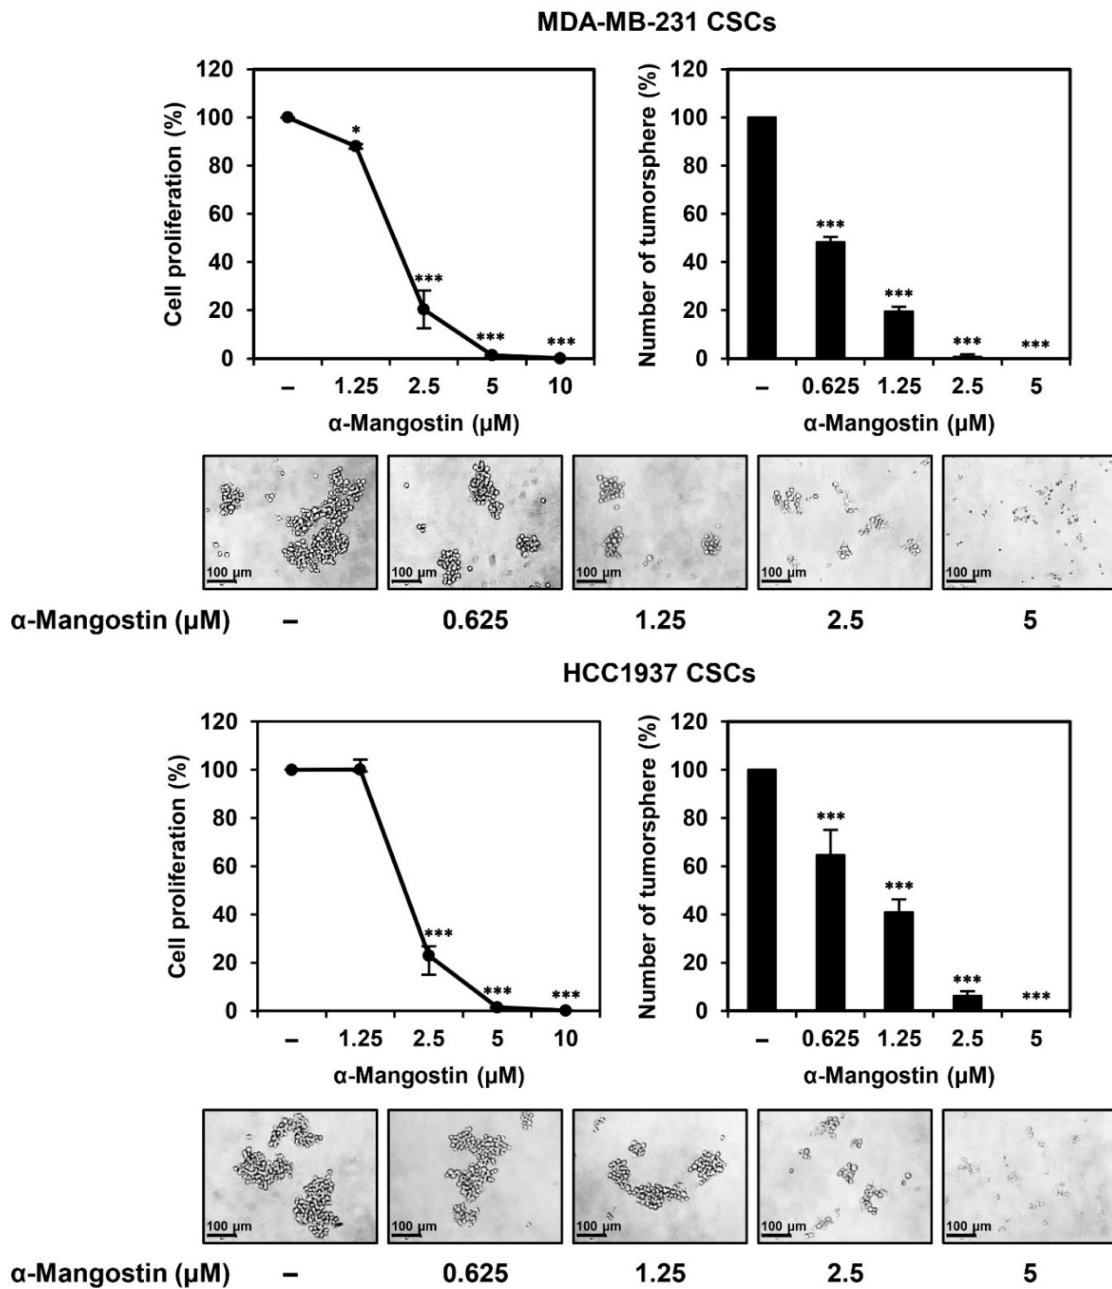 MDA-MB-231 CSCs
Cell proliferation (%)
120
100
80
60
40
20
0
*
***
***
***
– 1.25 2.5 5 10
α-Mangostin (μM)
Number of tumorsphere (%)
120
100
80
60
40
20
0
***
***
***
***
– 0.625 1.25 2.5 5
α-Mangostin (μM)
100 μm 100 μm 100 μm 100 μm 100 μm
α-Mangostin (μM) – 0.625 1.25 2.5 5
HCC1937 CSCs
Cell proliferation (%)
120
100
80
60
40
20
0
***
***
***
– 1.25 2.5 5 10
α-Mangostin (μM)
Number of tumorsphere (%)
120
100
80
60
40
20
0
***
***
***
***
– 0.625 1.25 2.5 5
α-Mangostin (μM)
100 μm 100 μm 100 μm 100 μm 100 μm
α-Mangostin (μM) – 0.625 1.25 2.5 5